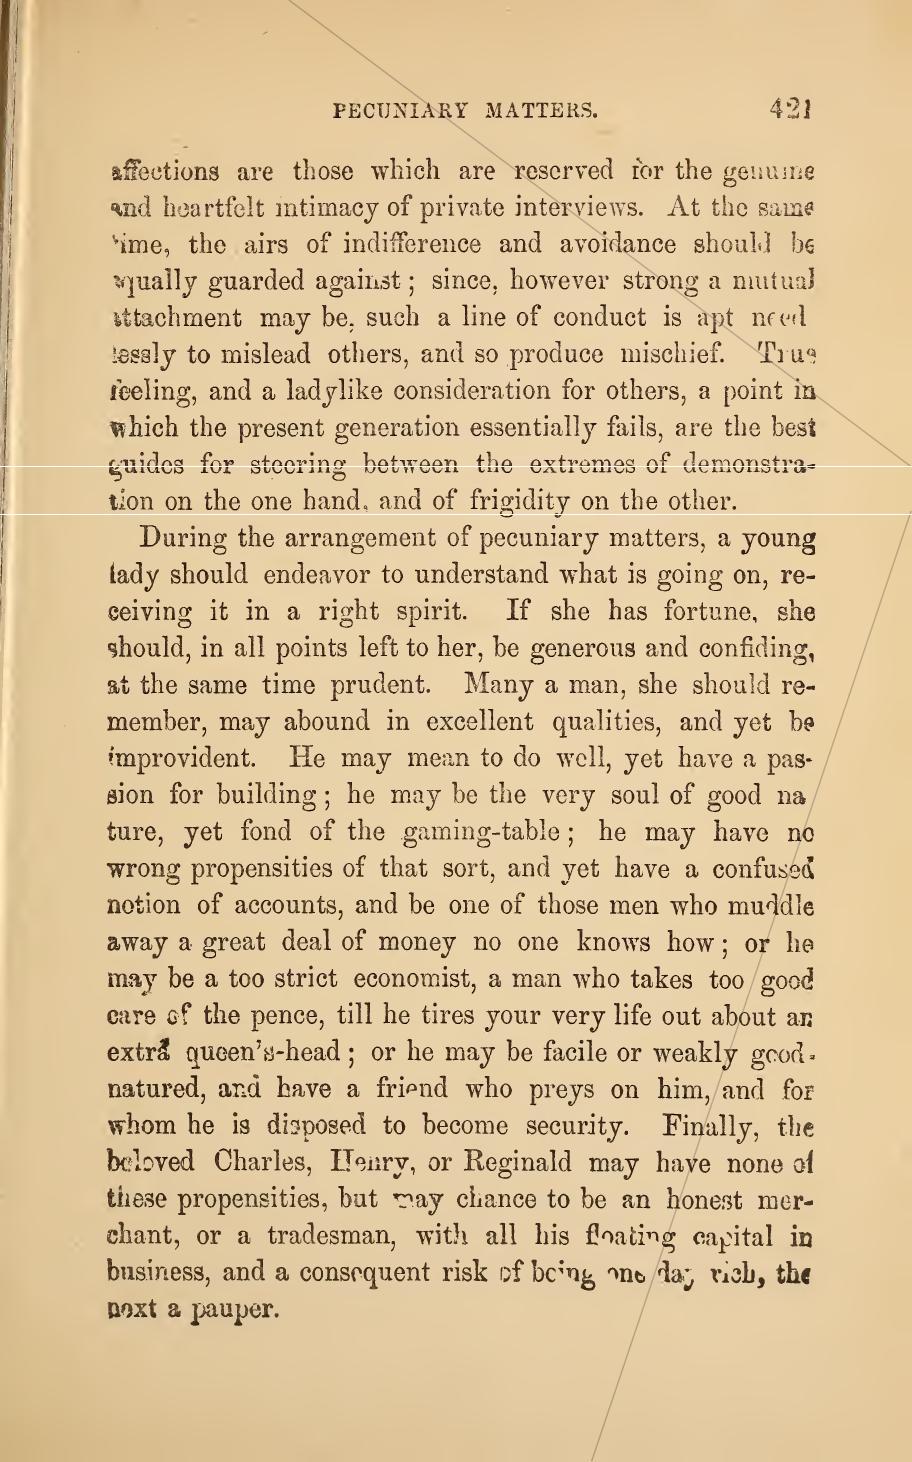 PECUNIARY MATTERS. 421
affections are those which are reserved for the genuine
and heartfelt intimacy of private interviews. At the same
time, the airs of indifference and avoidance should be
equally guarded against; since, however strong a mutual
attachment may be, such a line of conduct is apt need
lessly to mislead others, and so produce mischief. True
feeling, and a ladylike consideration for others, a point in
which the present generation essentially fails, are the best
guides for steering between the extremes of demonstra-
tion on the one hand, and of frigidity on the other.
During the arrangement of pecuniary matters, a young
lady should endeavor to understand what is going on, re-
ceiving it in a right spirit. If she has fortune, she
should, in all points left to her, be generous and confiding,
at the same time prudent. Many a man, she should re-
member, may abound in excellent qualities, and yet be
improvident. He may mean to do well, yet have a pas-
sion for building; he may be the very soul of good na
ture, yet fond of the gaming-table; he may have no
wrong propensities of that sort, and yet have a confused
notion of accounts, and be one of those men who muddle
away a great deal of money no one knows how; or he
may be a too strict economist, a man who takes too good
care of the pence, till he tires your very life out about an
extra queen's-head; or he may be facile or weakly good-
natured, and have a friend who preys on him, and for
whom he is disposed to become security. Finally, the
beloved Charles, Henry, or Reginald may have none of
these propensities, but may chance to be an honest mer-
chant, or a tradesman, with all his floating capital in
business, and a consequent risk of being one day rich, the
next a pauper.